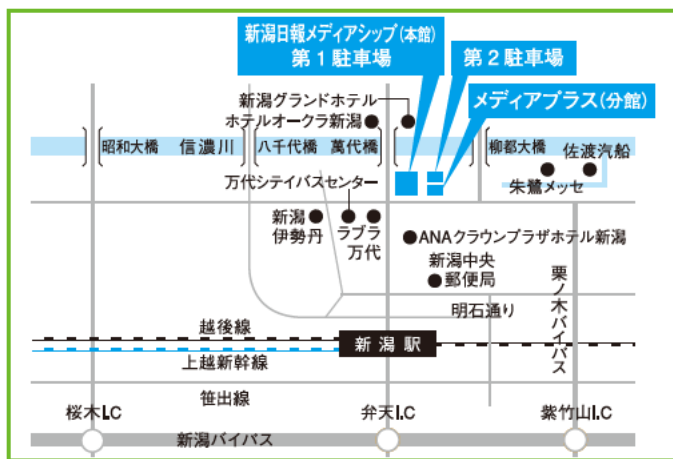 新潟日報メディアシップ(本館)
第1駐車場
第2駐車場
メディアプラス(分館)
新潟グランドホテル
ホテルオークラ新潟
昭和大橋
信濃川
八千代橋
萬代橋
柳都大橋
佐渡汽船
朱鷺メッセ
万代シテイバスセンター
新潟
伊勢丹
ラブラ
万代
ANAクラウンプラザホテル新潟
新潟中央
郵便局
明石通り
栗ノ木バイパス
越後線
新潟駅
上越新幹線
笹出線
桜木I.C
弁天I.C
紫竹山I.C
新潟バイパス